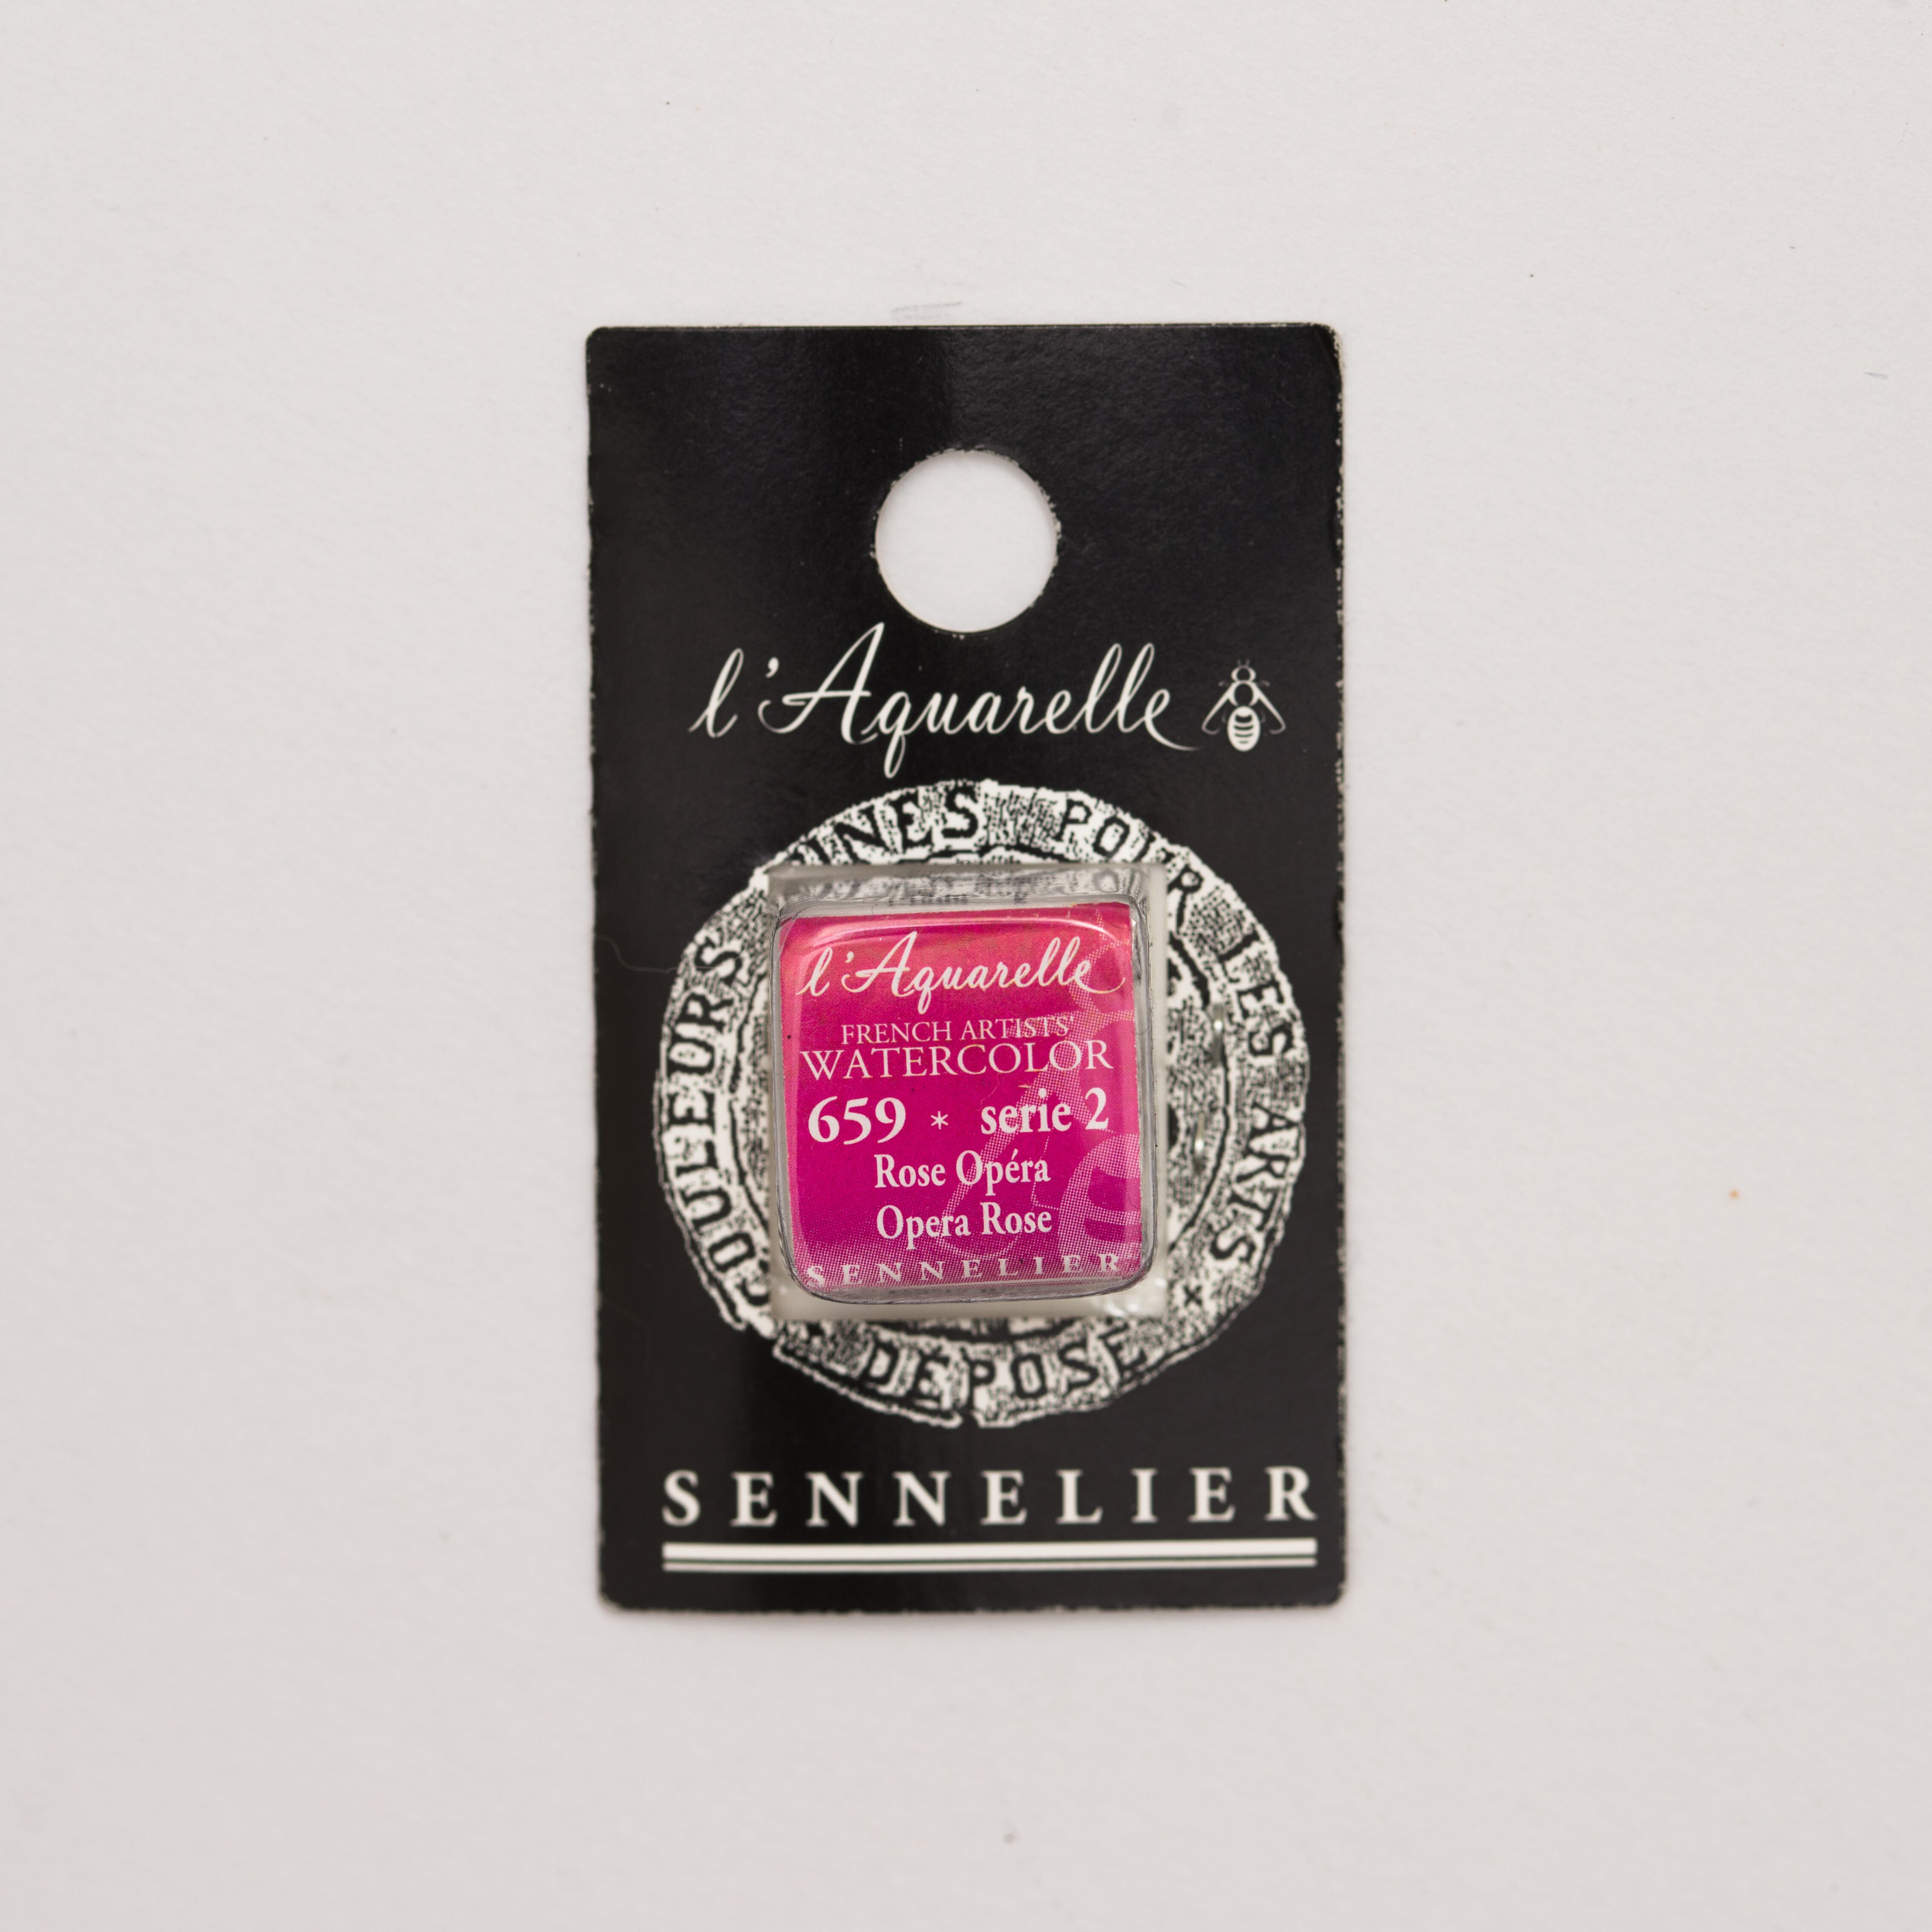 l'Aquarelle
COULEURS FINES POUR LES ARTS
DÉPOSÉ
l'Aquarelle
FRENCH ARTISTS'
WATERCOLOR
659 * serie 2
Rose Opéra
Opera Rose
SENNELIER
SENNELIER